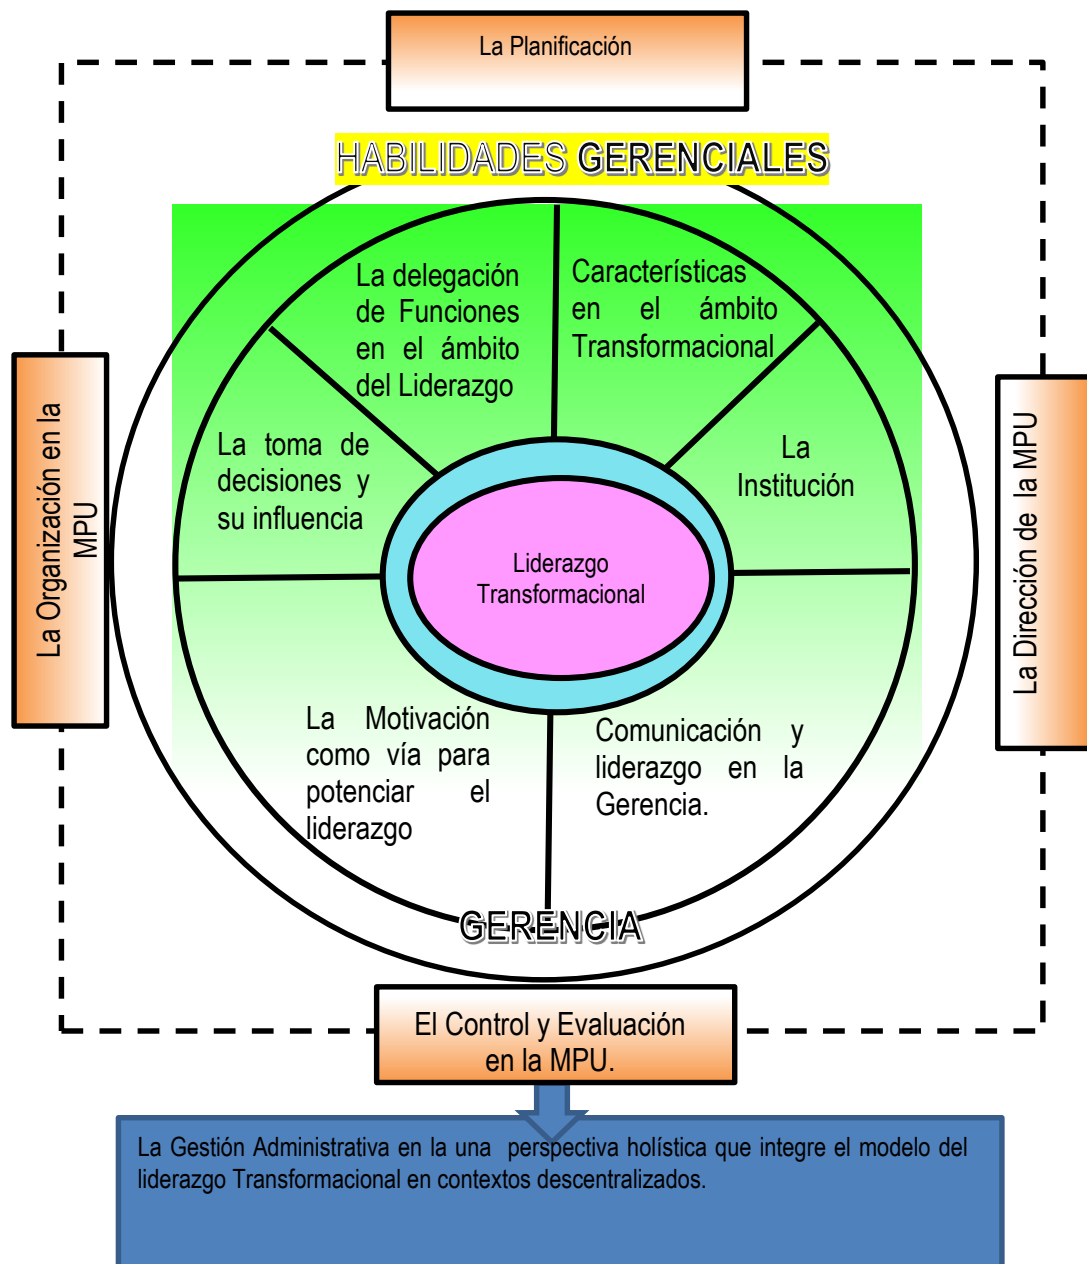 La Planificación
HABILIDADES GERENCIALES
La delegación
de Funciones
en el ámbito
del Liderazgo
Características
en el ámbito
Transformacional
La toma de
decisiones y
su influencia
La
Institución
La Organización en la
MPU
Liderazgo
Transformacional
La Dirección de la MPU
La Motivación
como vía para
potenciar el
liderazgo
Comunicación y
liderazgo en la
Gerencia.
GERENCIA
El Control y Evaluación
en la MPU.
La Gestión Administrativa en la una perspectiva holística que integre el modelo del
liderazgo Transformacional en contextos descentralizados.